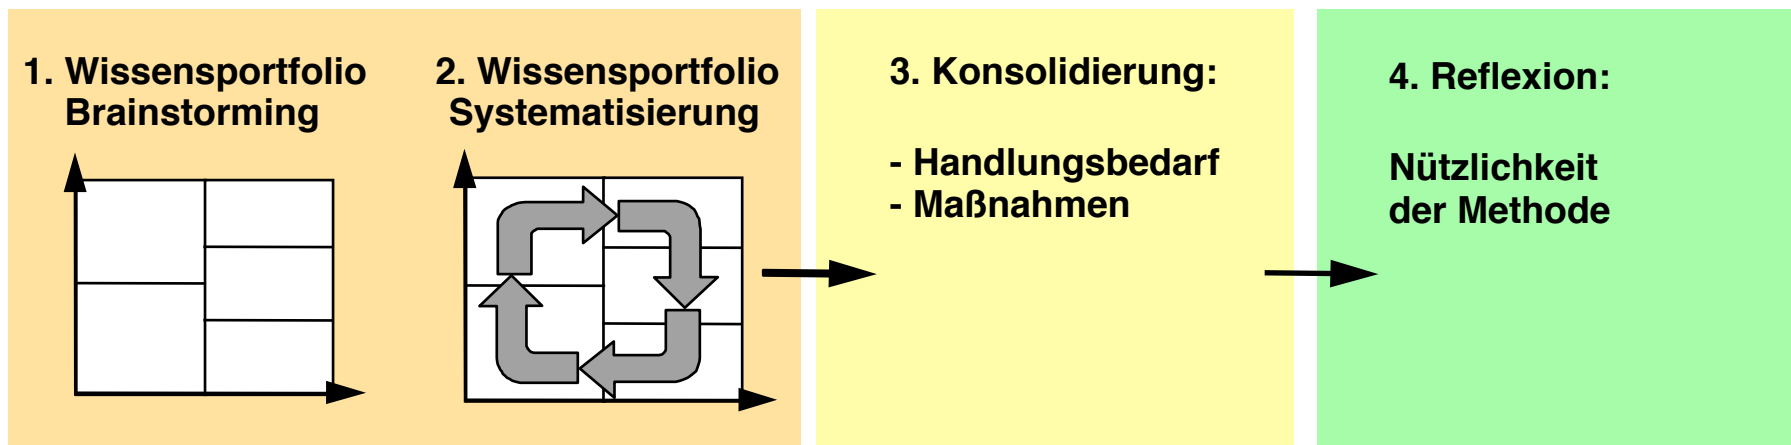 1. Wissensportfolio
Brainstorming
2. Wissensportfolio
Systematisierung
3. Konsolidierung:
- Handlungsbedarf
- Maßnahmen
4. Reflexion:
Nützlichkeit
der Methode